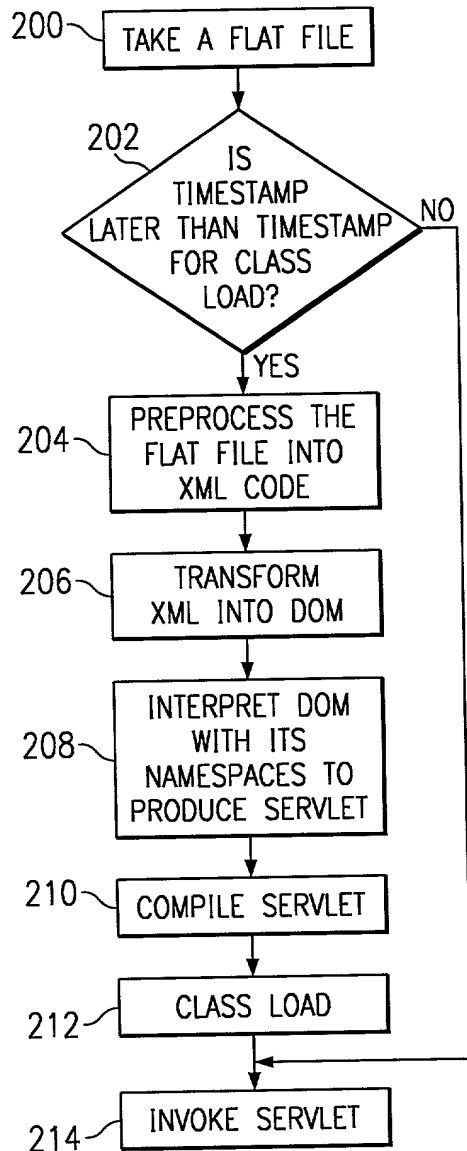 200
TAKE A FLAT FILE
202
IS
TIMESTAMP
LATER THAN TIMESTAMP
FOR CLASS
LOAD?
NO
YES
204
PREPROCESS THE
FLAT FILE INTO
XML CODE
206
TRANSFORM
XML INTO DOM
208
INTERPRET DOM
WITH ITS
NAMESPACES TO
PRODUCE SERVLET
210
COMPILE SERVLET
212
CLASS LOAD
214
INVOKE SERVLET